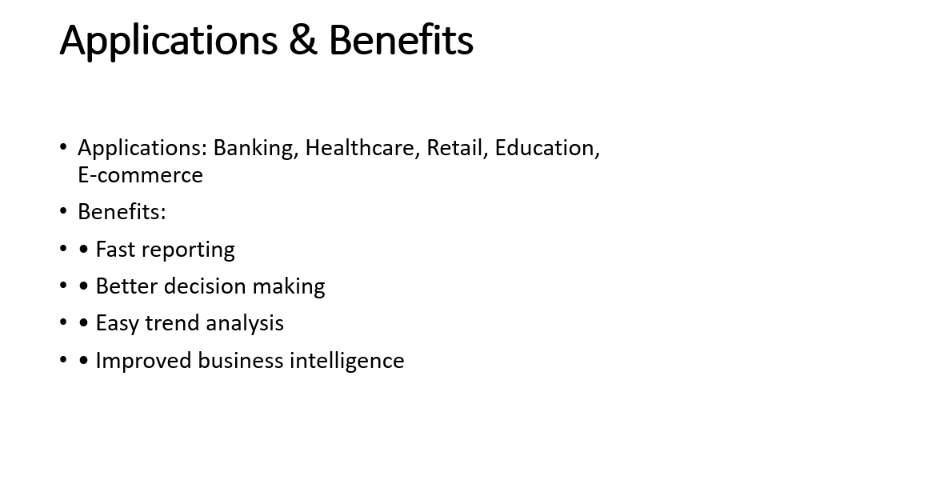 Applications & Benefits
• Applications: Banking, Healthcare, Retail, Education,
E-commerce
• Benefits:
• • Fast reporting
• • Better decision making
• • Easy trend analysis
• • Improved business intelligence